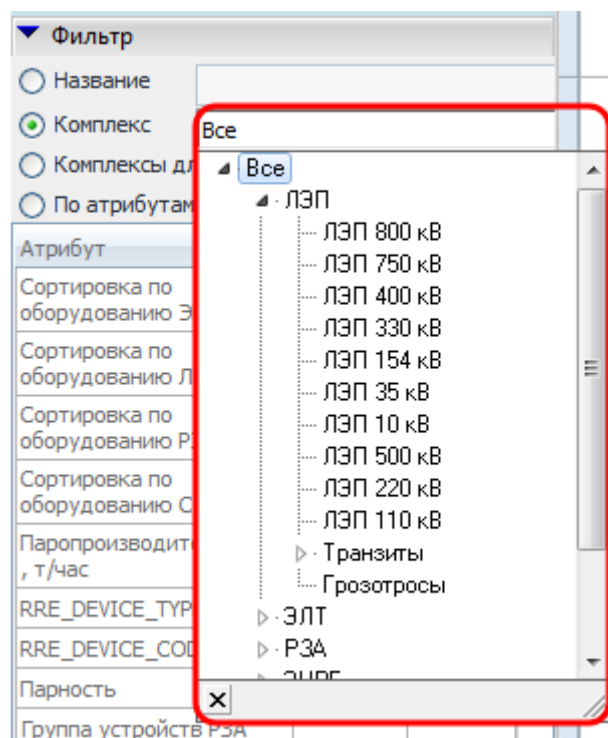 Фильтр
Название
Комплекс
Все
Комплексы
По атрибутам
Все
ЛЭП
ЛЭП 800 кВ
ЛЭП 750 кВ
ЛЭП 400 кВ
ЛЭП 330 кВ
ЛЭП 154 кВ
ЛЭП 35 кВ
ЛЭП 10 кВ
ЛЭП 500 кВ
ЛЭП 220 кВ
ЛЭП 110 кВ
Транзиты
Грозотросы
ЭЛТ
РЗА
Атрибут
Сортировка по
оборудованию Э
Сортировка по
оборудованию Л
Сортировка по
оборудованию Р
Сортировка по
оборудованию С
Паропроизводит
, т/час
RRE_DEVICE_TYP
RRE_DEVICE_COD
Парность
Группа устройств РЗА